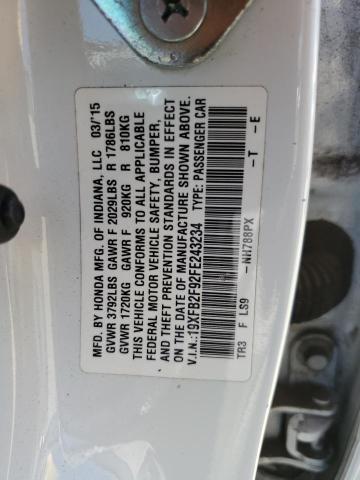 MFD. BY HONDA MFG. OF INDIANA, LLC 03/'15
GVWR 3792LBS GAWR F 2029LBS R 1786LBS
GVWR 1720KG GAWR F 920KG R 810KG
THIS VEHICLE CONFORMS TO ALL APPLICABLE
FEDERAL MOTOR VEHICLE SAFETY, BUMPER,
AND THEFT PREVENTION STANDARDS IN EFFECT
ON THE DATE OF MANUFACTURE SHOWN ABOVE.
V.I.N.:19XFB2F92FE243234 TYPE: PASSENGER CAR
TR3 F LS9 -NH788PX -T -E